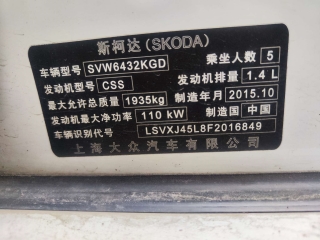 斯柯达(SKODA)
车辆型号 SVW6432KGD 乘坐人数 5
发动机型号 CSS 发动机排量 1.4 L
最大允许总质量 1935kg 制造年月 2015.10
发动机最大净功率 110 kW 制造国 中国
车辆识别代号 LSVXJ45L8F2016849
上海大众汽车有限公司